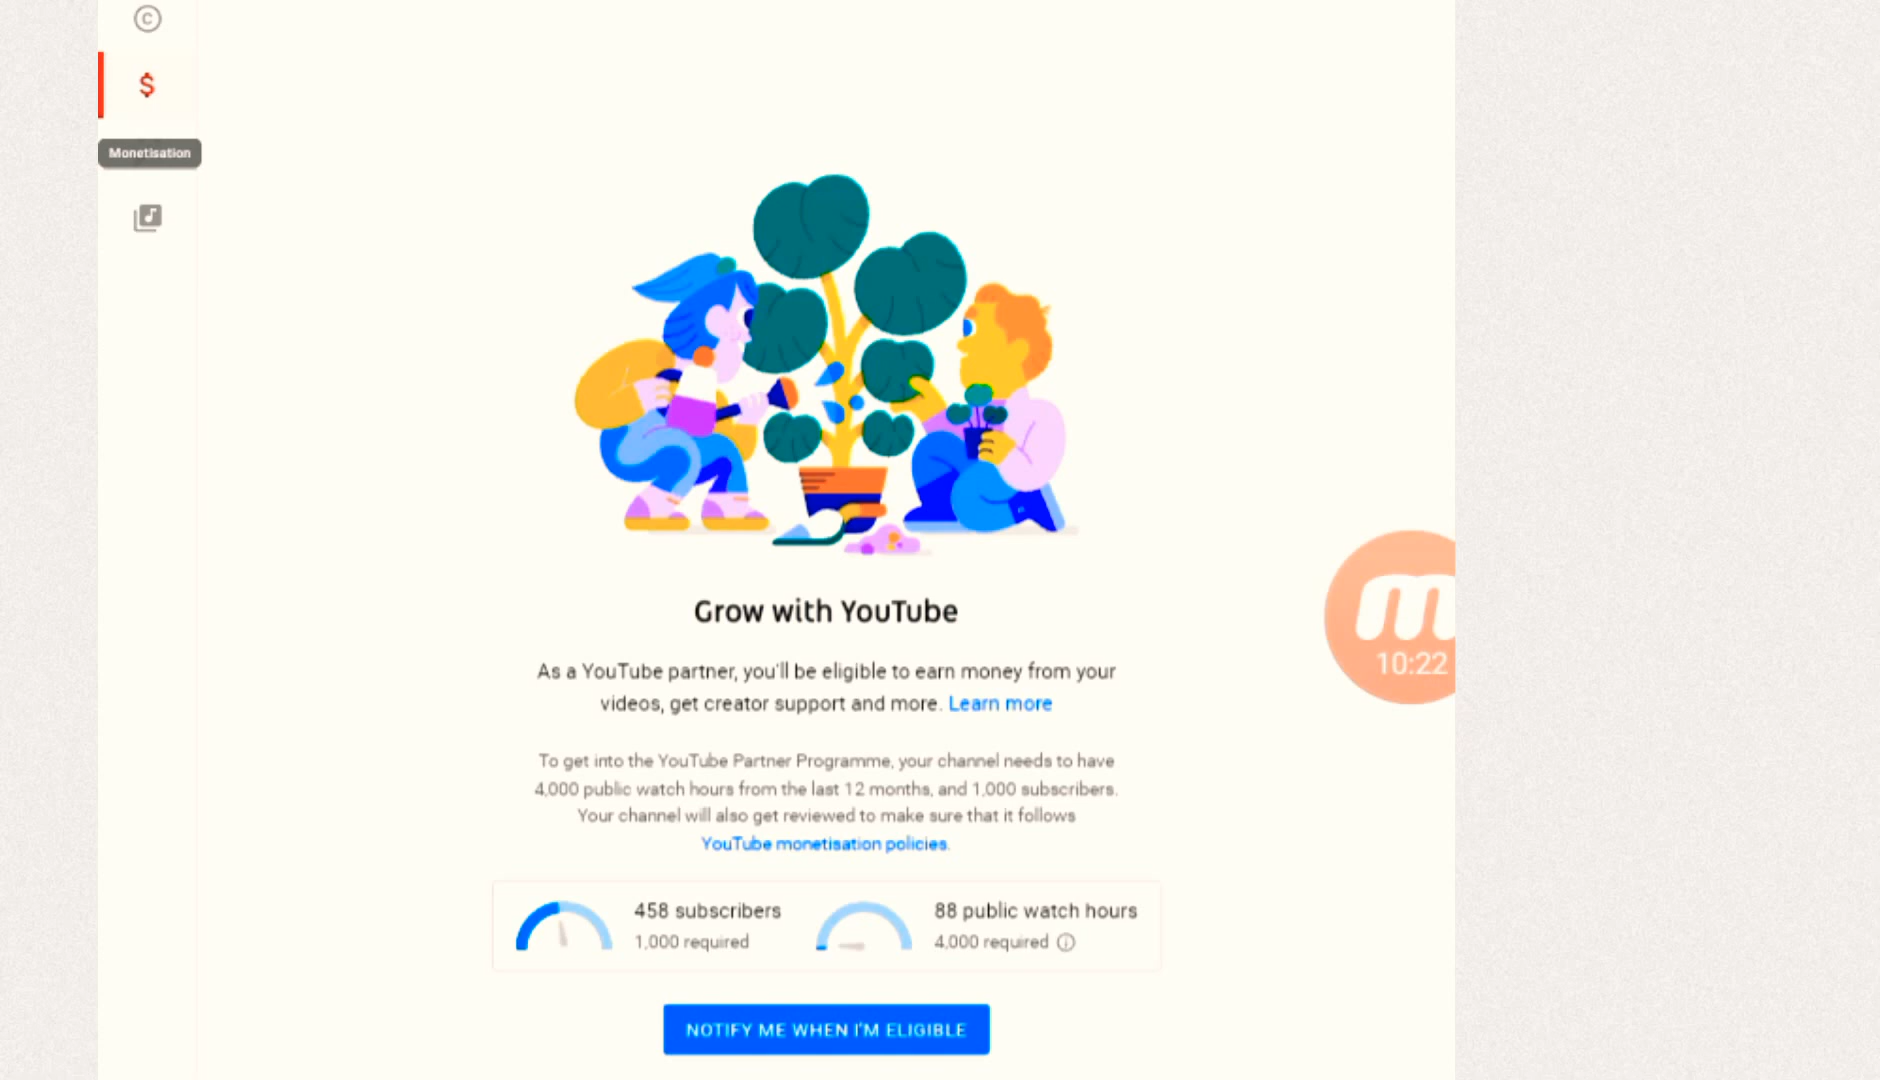 ©
$
Monetisation
Grow with YouTube
As a YouTube partner, you'll be eligible to earn money from your
videos, get creator support and more. Learn more
To get into the YouTube Partner Programme, your channel needs to have
4,000 public watch hours from the last 12 months, and 1,000 subscribers.
Your channel will also get reviewed to make sure that it follows
YouTube monetisation policies.
458 subscribers
1,000 required
88 public watch hours
4,000 required
NOTIFY ME WHEN I'M ELIGIBLE
m
10:22